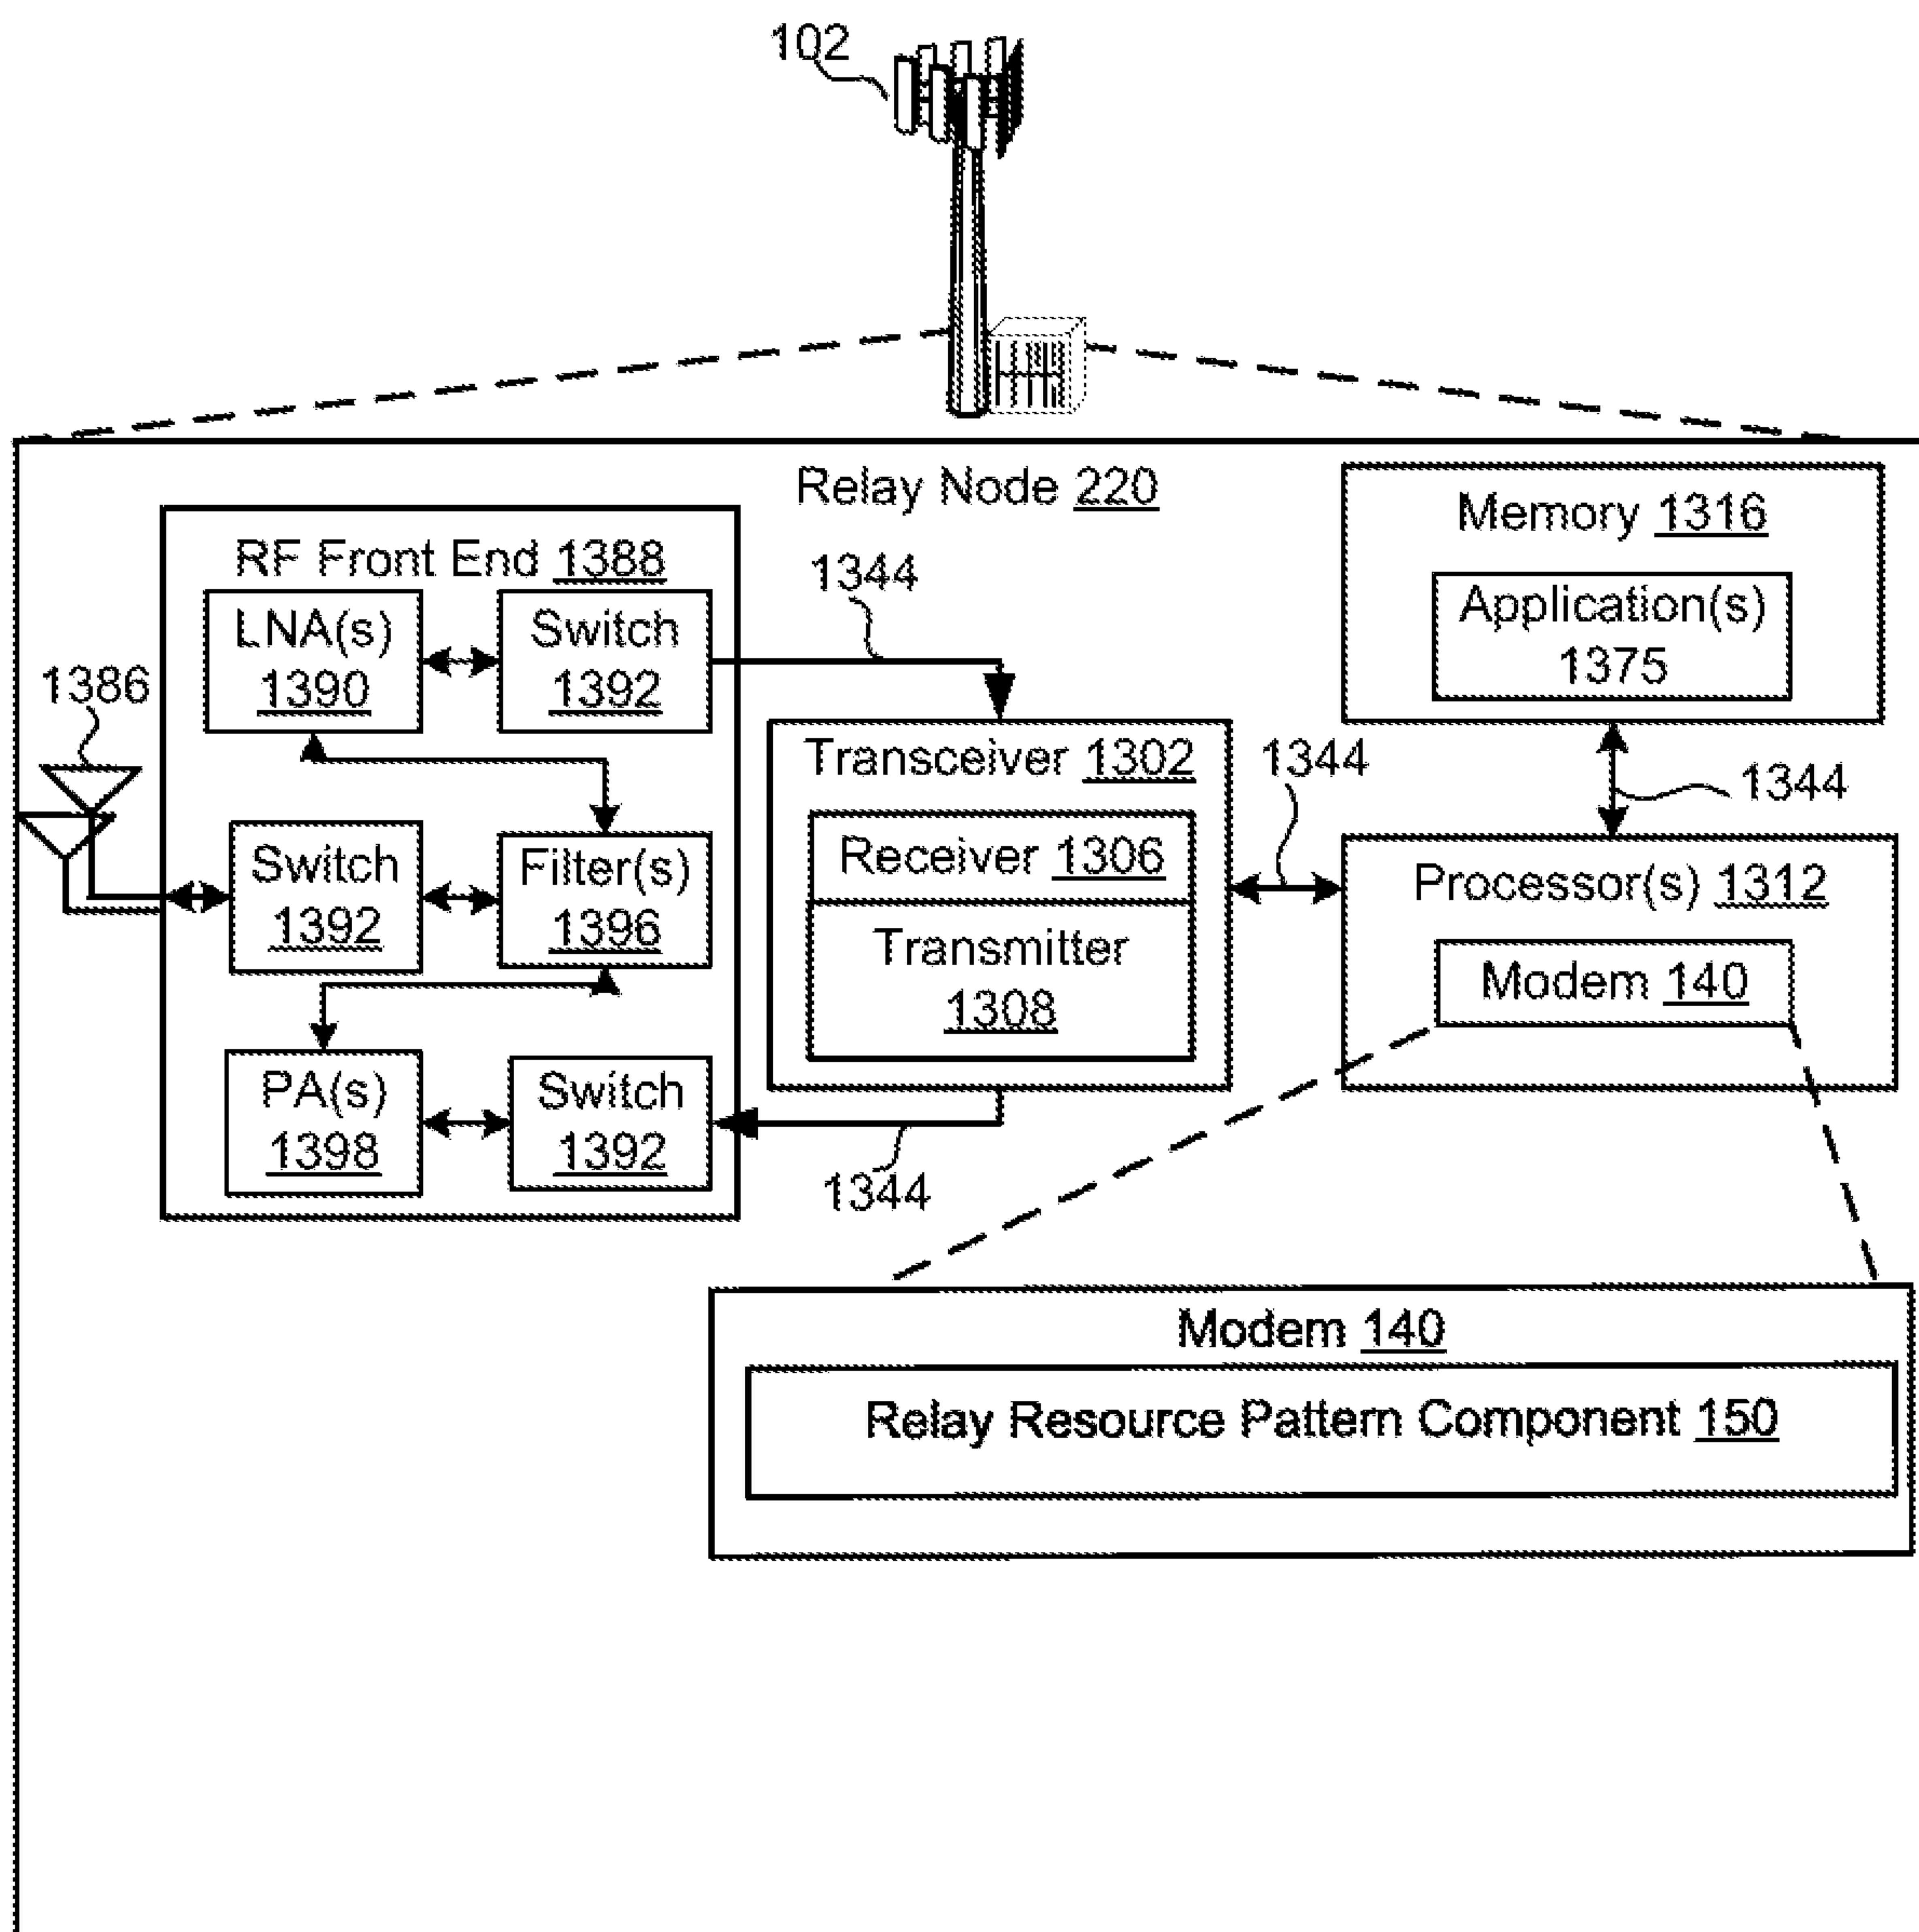 102
Relay Node 220
RF Front End 1388
LNA(s)
1390
Switch
1392
1344
Memory 1316
Application(s)
1375
1386
Transceiver 1302
1344
1344
Switch
1392
Filter(s)
1396
Receiver 1306
Transmitter
1308
Processor(s) 1312
Modem 140
PA(s)
1398
Switch
1392
1344
Modem 140
Relay Resource Pattern Component 150